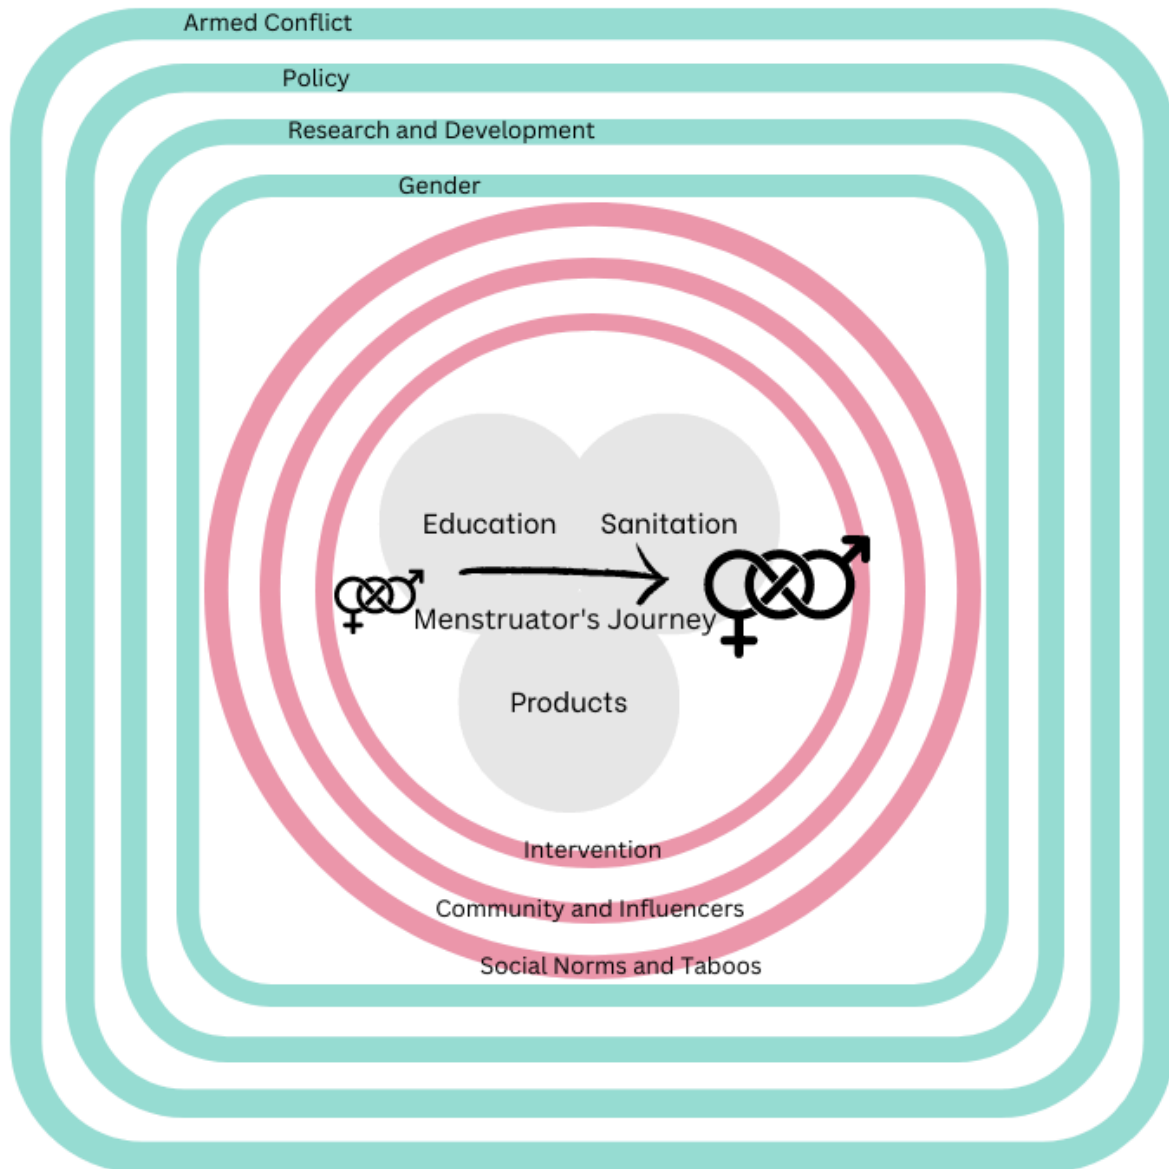 Armed Conflict
Policy
Research and Development
Gender
Education
Sanitation
Menstruator's Journey
Products
Intervention
Community and Influencers
Social Norms and Taboos